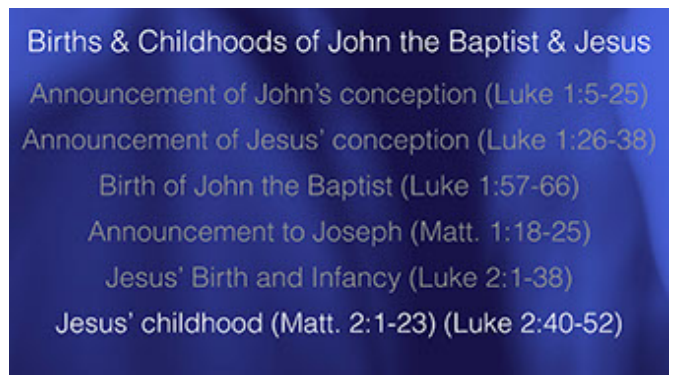 Births & Childhoods of John the Baptist & Jesus
Announcement of John's conception (Luke 1:5-25)
Announcement of Jesus' conception (Luke 1:26-38)
Birth of John the Baptist (Luke 1:57-66)
Announcement to Joseph (Matt. 1:18-25)
Jesus' Birth and Infancy (Luke 2:1-38)
Jesus' childhood (Matt. 2:1-23) (Luke 2:40-52)